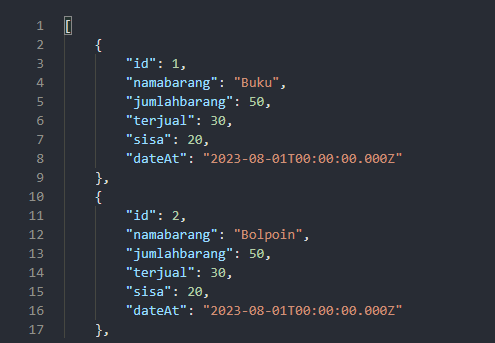 1 [
2 {
3 "id": 1,
4 "namabarang": "Buku",
5 "jumlahbarang": 50,
6 "terjual": 30,
7 "sisa": 20,
8 "dateAt": "2023-08-01T00:00:00.000Z"
9 },
10 {
11 "id": 2,
12 "namabarang": "Bolpoin",
13 "jumlahbarang": 50,
14 "terjual": 30,
15 "sisa": 20,
16 "dateAt": "2023-08-01T00:00:00.000Z"
17 },